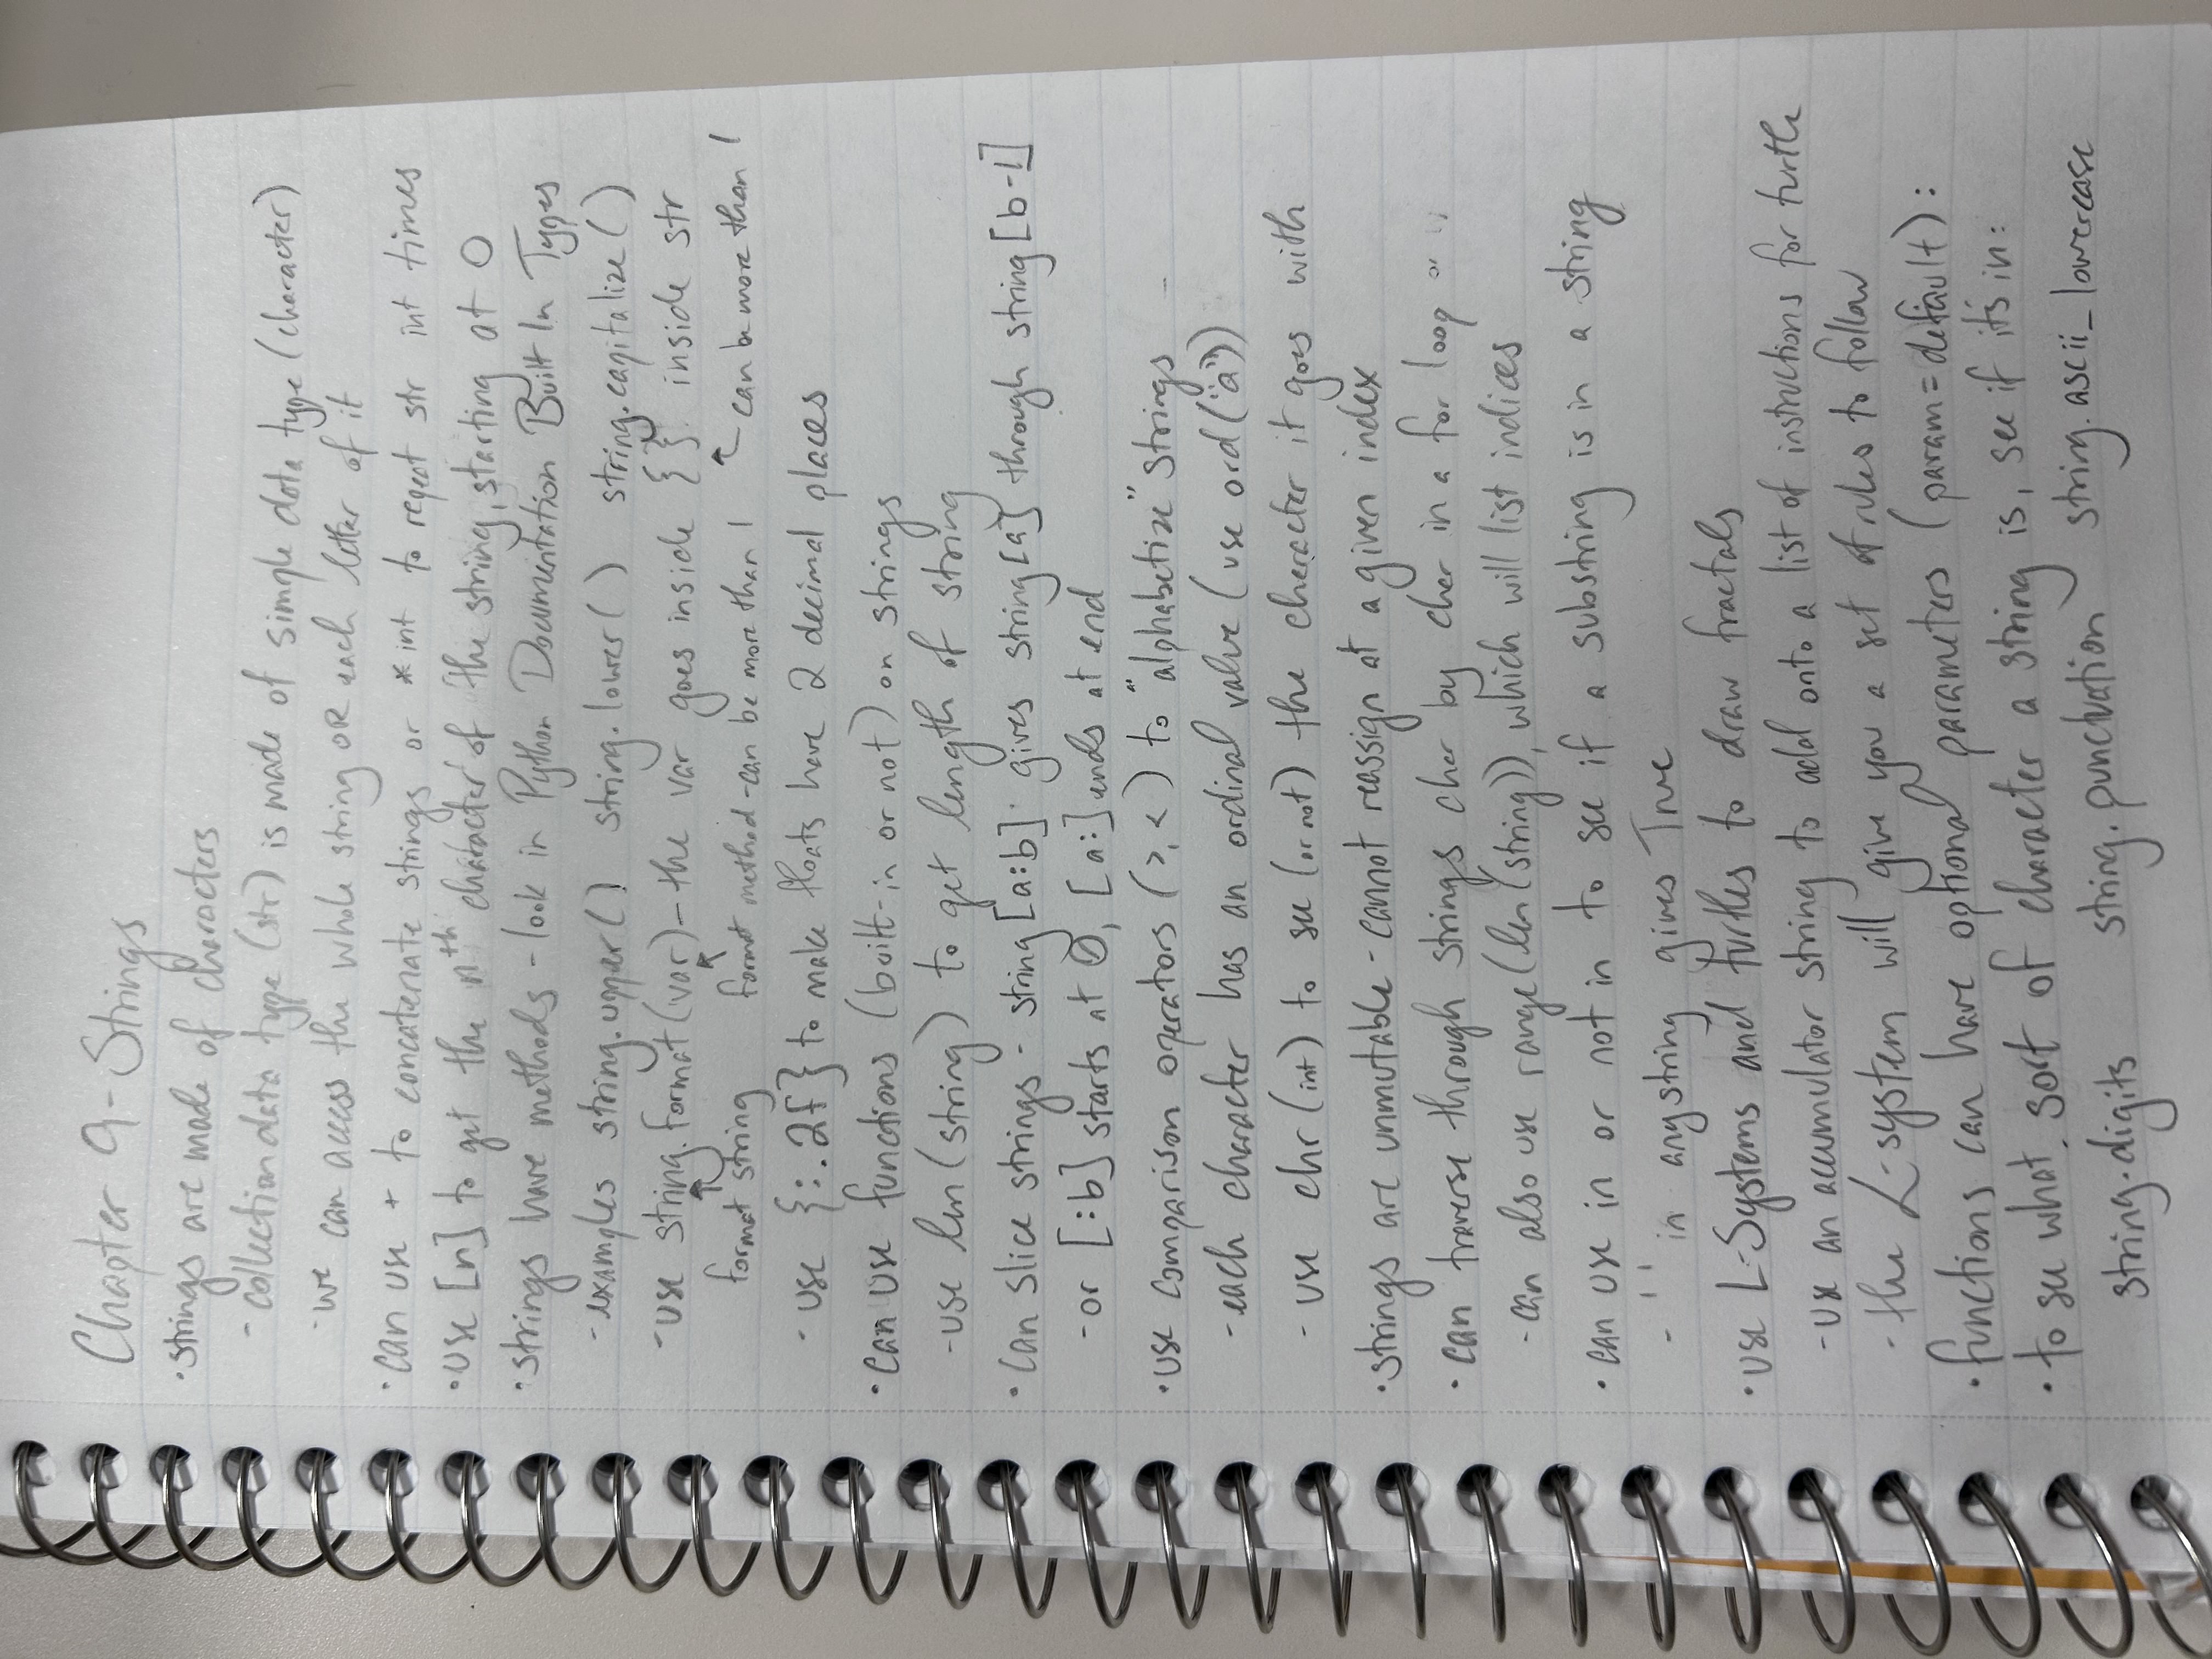 Chapter 9 - Strings
• strings are made of characters
- collection data type (str) is made of simple data type (character)
- we can access the whole string OR each letter of it
• can use + to concatenate strings or * int to repeat str int times
• use [n] to get the nth character of the string, starting at 0
• strings have methods - look in Python Documentation Built In Types
- examples string.upper() string.lower() string.capitalize()
- use string.format(var) - the var goes inside {} inside str
format string format method - can be more than 1 can be more than 1
- use {:.2f} to make floats have 2 decimal places
• can use functions (built-in or not) on strings
- use len(string) to get length of string
• can slice strings - string[a:b] gives string[a] through string[b-1]
- or [:b] starts at 0, [a:] ends at end
• use comparison operators (>,<) to "alphabetize" strings
- each character has an ordinal value (use ord("a"))
- use chr(int) to see (or not) the character it goes with
• strings are unmutable - cannot reassign at a given index
• can traverse through strings char by char in a for loop
- can also use range(len(string)), which will list indices
• can use in or not in to see if a substring is in a string
- '' in anystring gives True
• use L-Systems and turtles to draw fractals
- use an accumulator string to add onto a list of instructions for turtle
- the L-system will give you a set of rules to follow
• functions can have optional parameters (param=default):
• to see what sort of character a string is, see if it's in:
string.digits string.punctuation string.ascii_lowercase